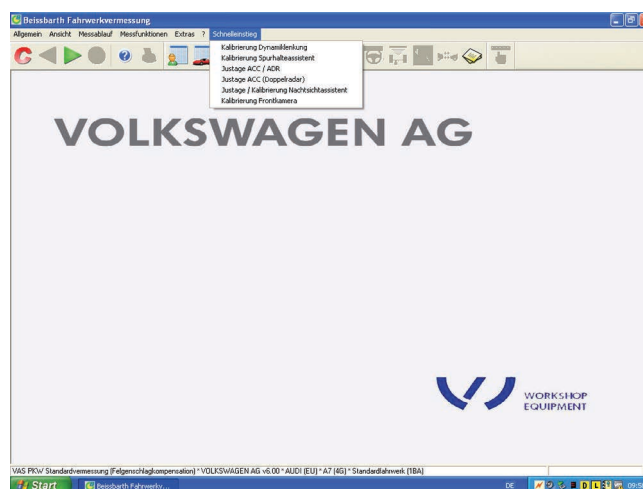 Beissbarth Fahrwerkvermessung
Allgemein Ansicht Messablauf Messfunktionen Extras ? Schnelleinstieg
Kalibrierung Dynamiklenkung
Kalibrierung Spurhalteassistent
Justage ACC / ADR
Justage ACC (Doppelradar)
Justage / Kalibrierung Nachtsichtassistent
Kalibrierung Frontkamera
VOLKSWAGEN AG
WORKSHOP
EQUIPMENT
VAS PKW Standardvermessung (Felgenschlagkompensation) * VOLKSWAGEN AG v6.00 * AUDI (EU) * A7 (4G) * Standardfahrwerk (1BA)
Start Beissbarth Fahrwerkv... DE